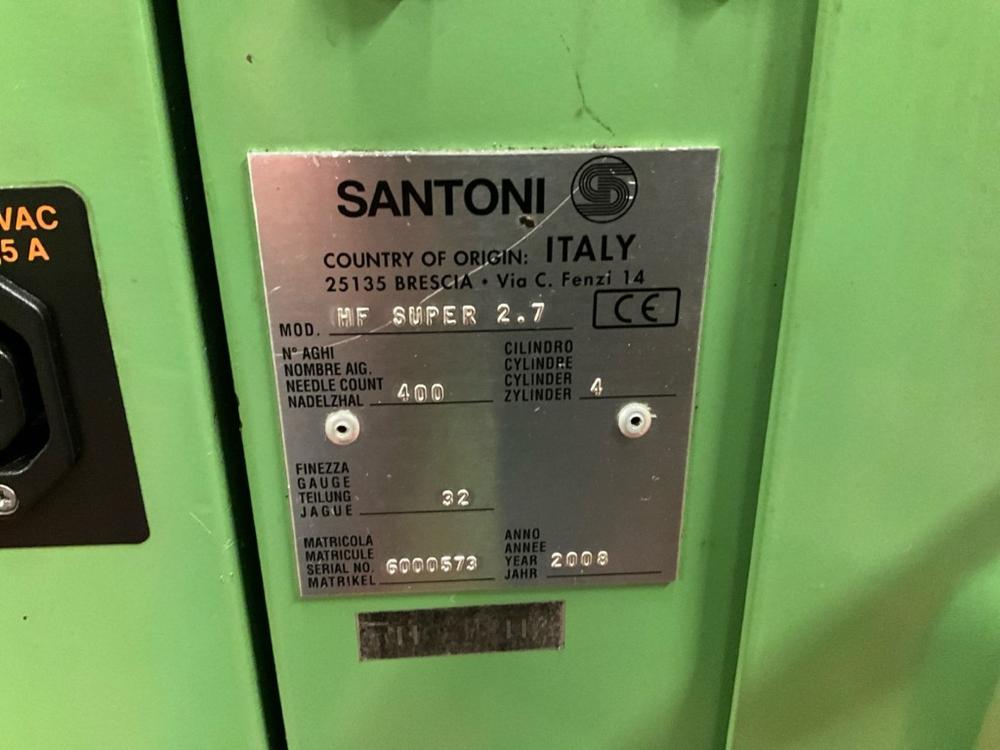 VAC
5 A
SANTONI
COUNTRY OF ORIGIN: ITALY
25135 BRESCIA • Via C. Fenzi 14
MOD. HF SUPER 2.7 CE
N° AGHI
NOMBRE AIG.
NEEDLE COUNT 400
NADELZHAL
CILINDRO
CYLINDRE
CYLINDER 4
ZYLINDER
FINEZZA
GAUGE
TEILUNG 32
JAGUE
MATRICOLA
MATRICULE
SERIAL NO. 6000573
MATRIKEL
ANNO
ANNEE
YEAR 2008
JAHR